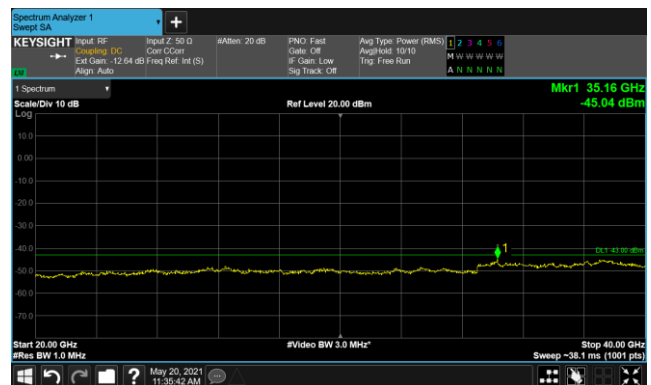 Spectrum Analyzer 1
Swept SA
+
KEYSIGHT Input: RF Input Z: 50 Ω #Atten: 20 dB PNO: Fast Avg Type: Power (RMS) 1 2 3 4 5 6
Coupling: DC Corr CCorr Gate: Off Avg|Hold: 10/10 M W W W W W
Ext Gain: -12.64 dB Freq Ref: Int (S) IF Gain: Low Trig: Free Run
Align: Auto Sig Track: Off A N N N N N
1 Spectrum
Mkr1 35.16 GHz
Scale/Div 10 dB Ref Level 20.00 dBm -45.04 dBm
Log
10.0
0.00
-10.0
-20.0
-30.0
-40.0
1
DL1 -43.00 dBm
-50.0
-60.0
-70.0
Start 20.00 GHz #Video BW 3.0 MHz* Stop 40.00 GHz
#Res BW 1.0 MHz Sweep ~38.1 ms (1001 pts)
? May 20, 2021
11:35:42 AM